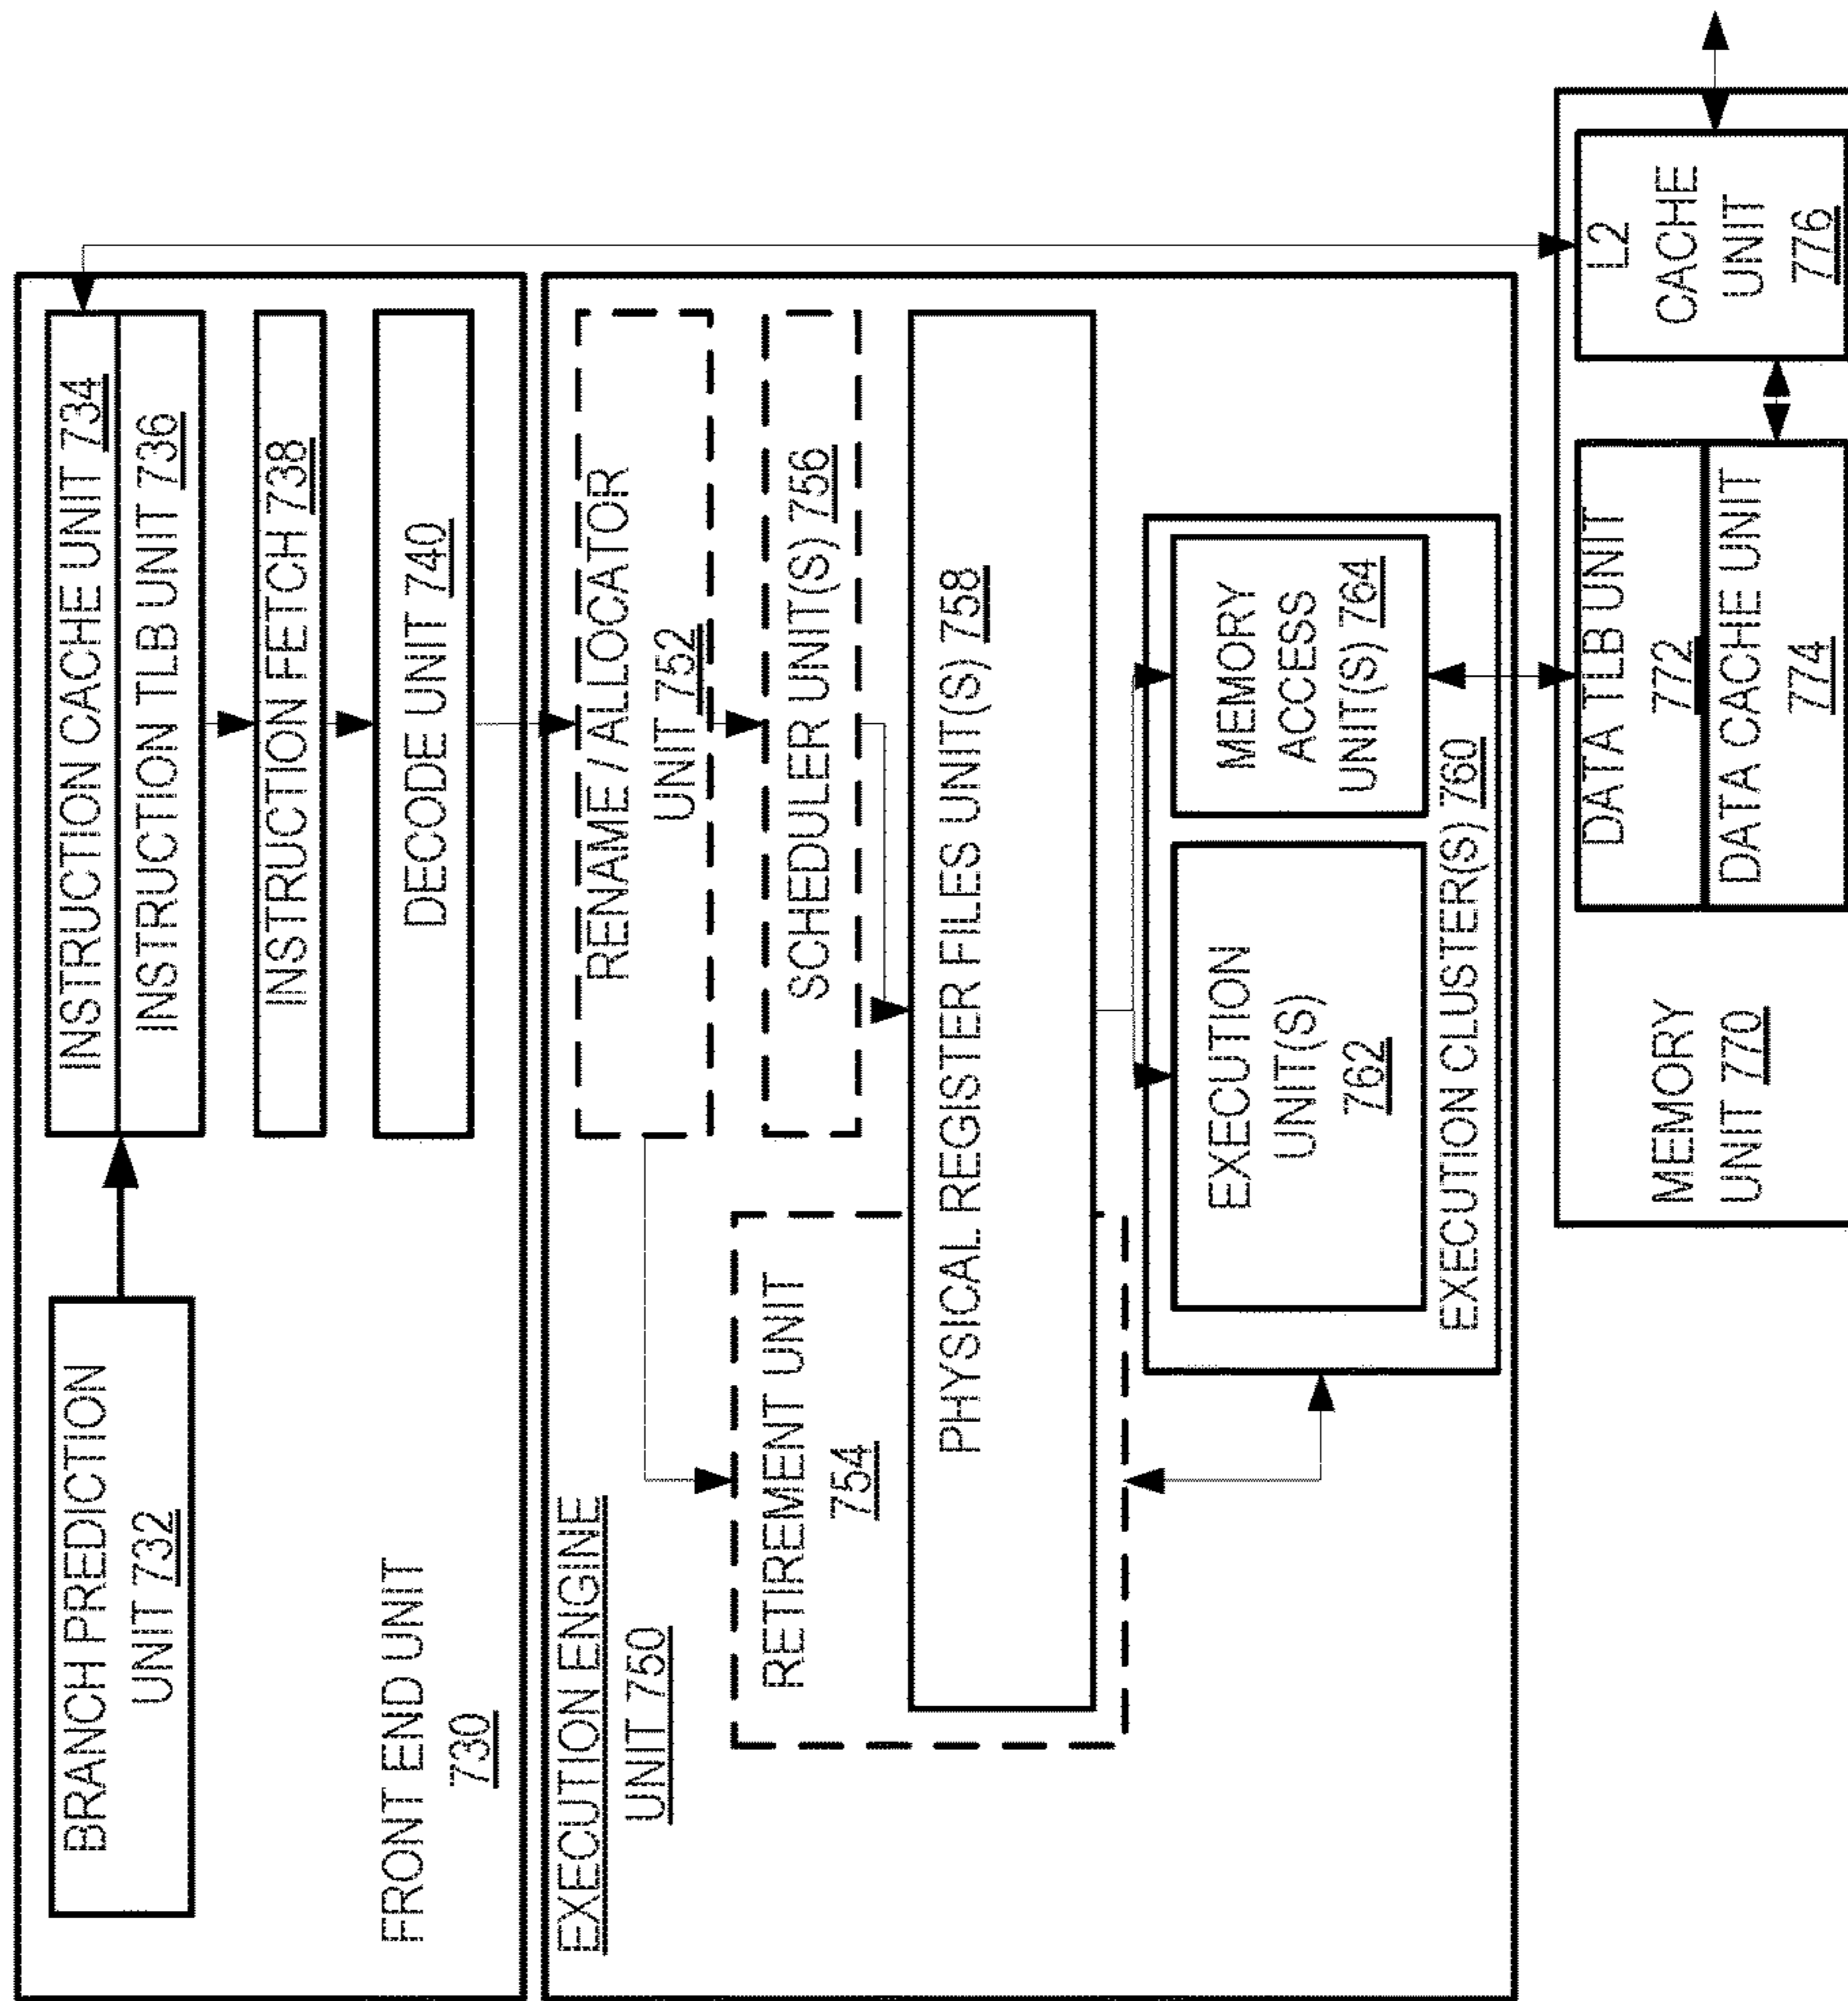 BRANCH PREDICTION
UNIT 732
INSTRUCTION CACHE UNIT 734
INSTRUCTION TLB UNIT 736
INSTRUCTION FETCH 738
DECODE UNIT 740
FRONT END UNIT
730
EXECUTION ENGINE
UNIT 750
RENAME / ALLOCATOR
UNIT 752
SCHEDULER UNIT(S) 756
RETIREMENT UNIT
754
PHYSICAL REGISTER FILES UNIT(S) 758
EXECUTION
UNIT(S)
762
MEMORY
ACCESS
UNIT(S) 764
EXECUTION CLUSTER(S) 760
MEMORY
UNIT 770
DATA TLB UNIT
772
DATA CACHE UNIT
774
L2
CACHE
UNIT
776